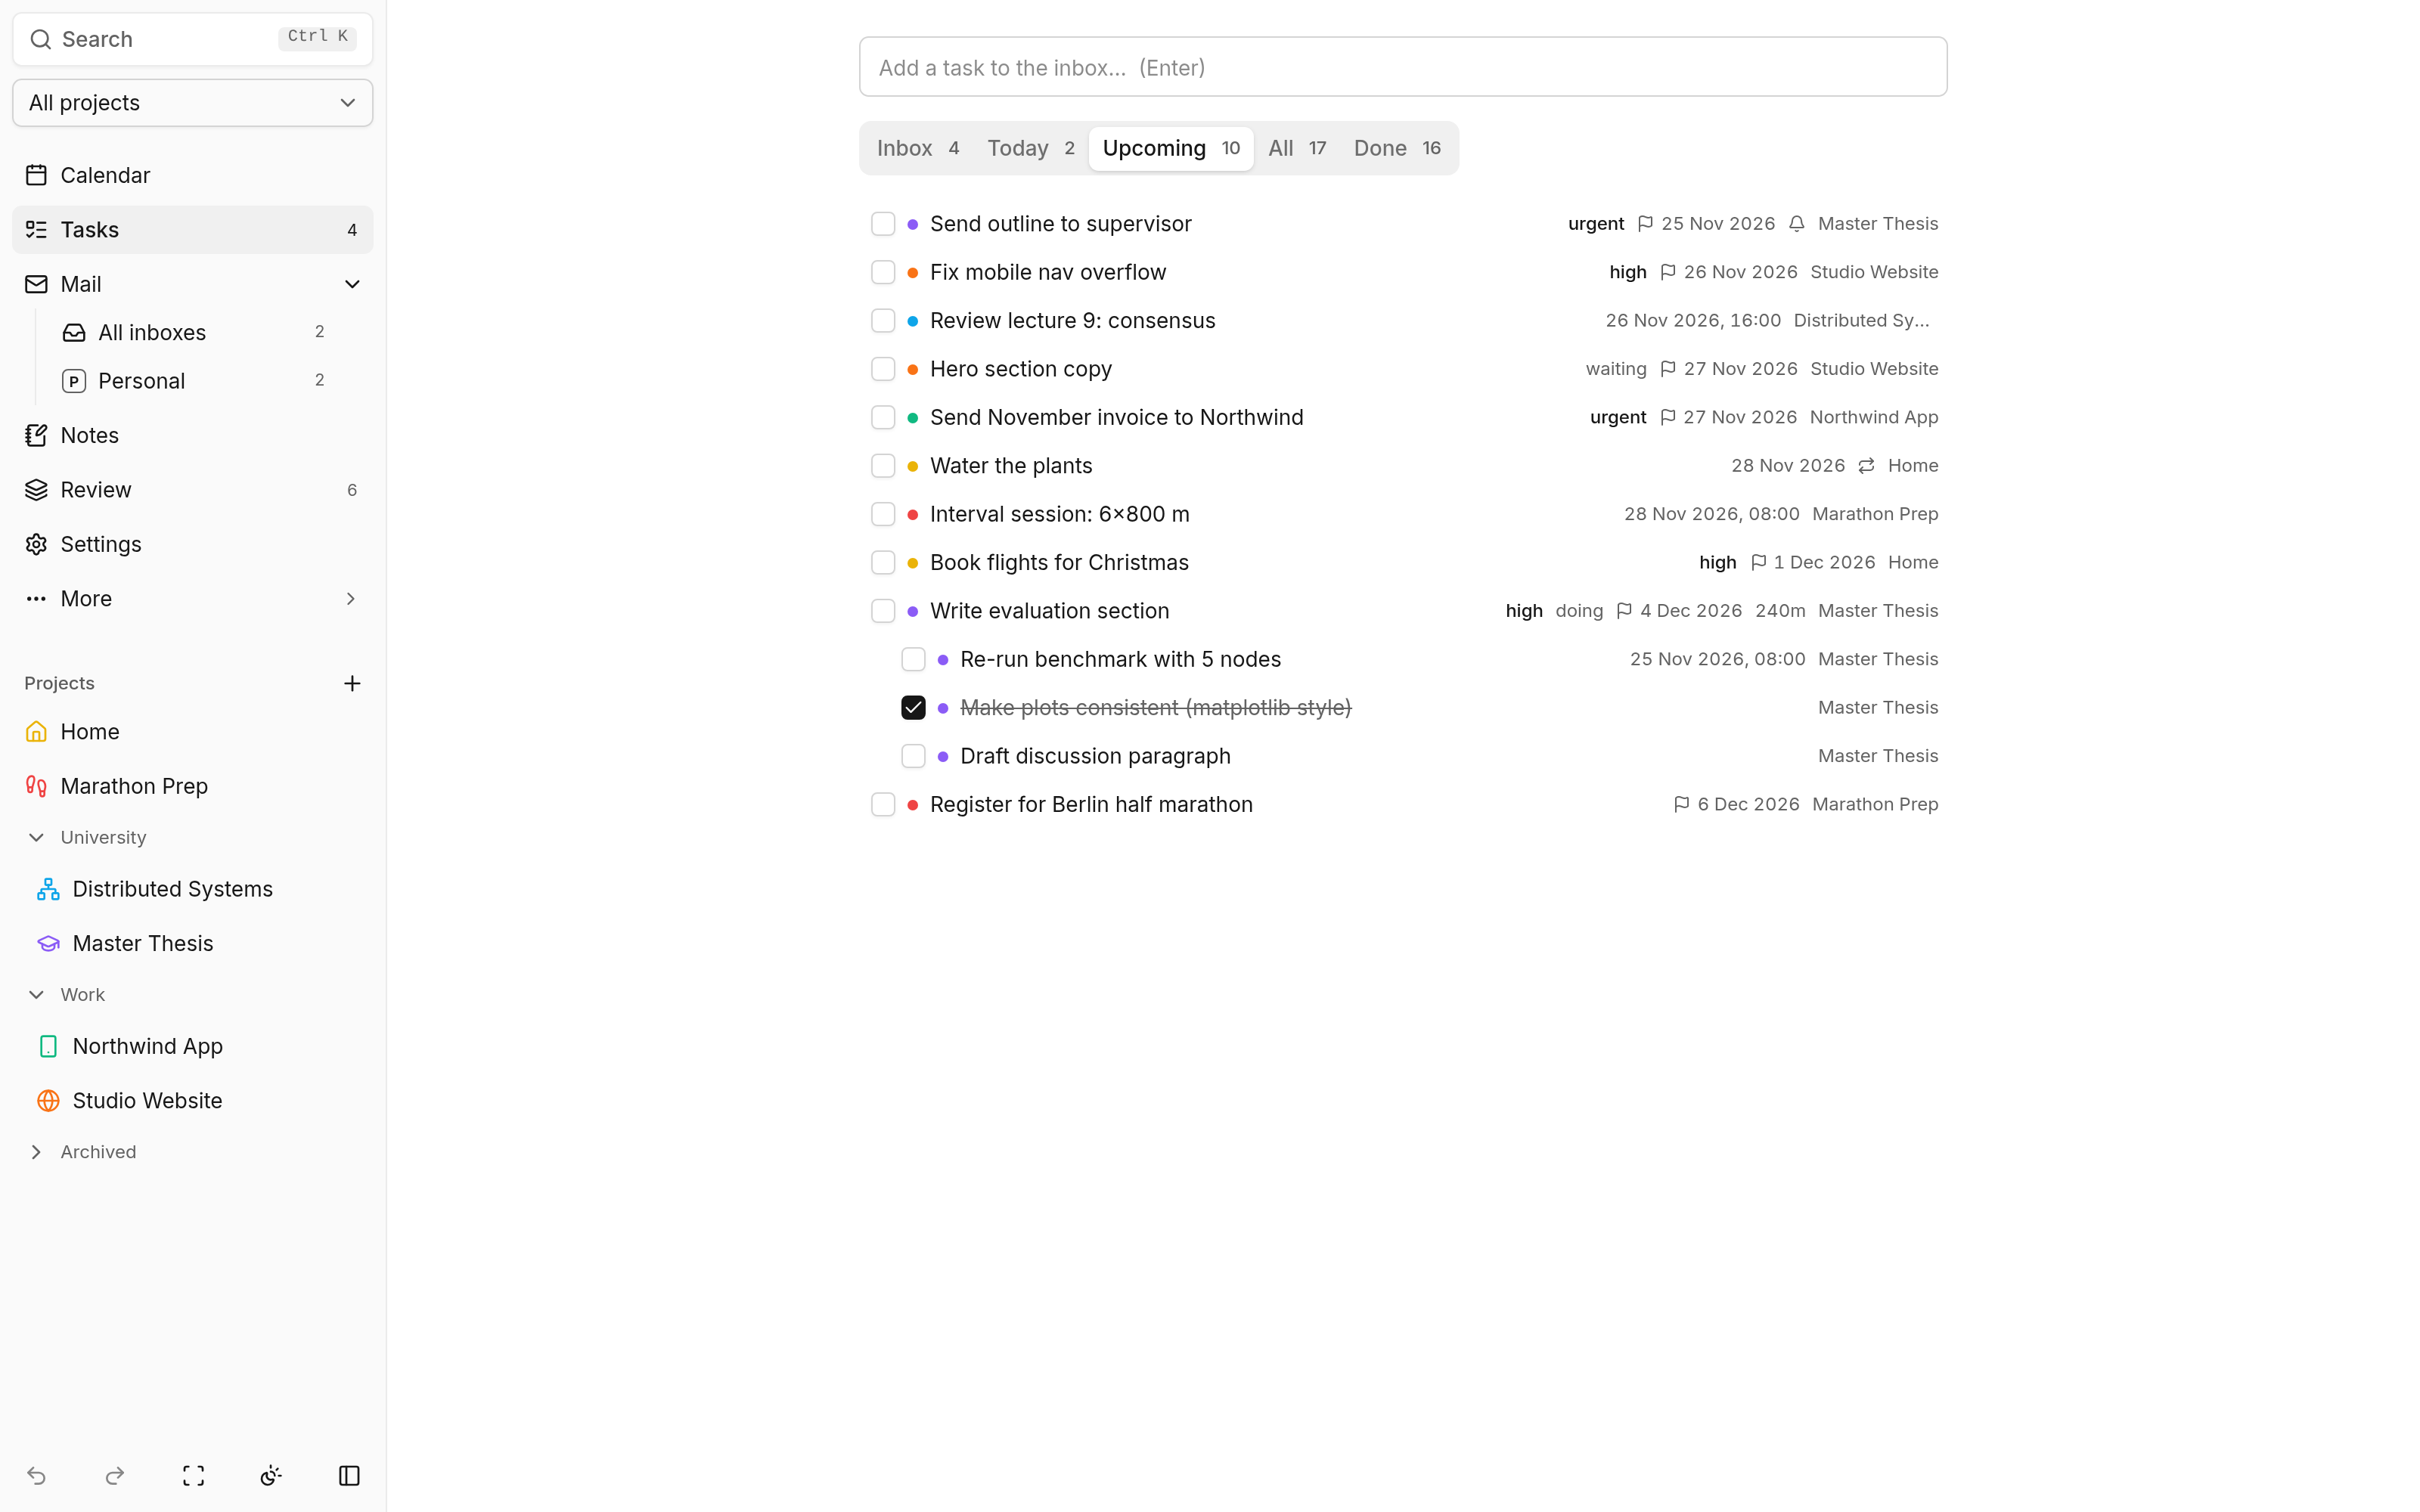 Search Ctrl K
All projects
Calendar
Tasks 4
Mail
All inboxes 2
P Personal 2
Notes
Review 6
Settings
More
Projects
Home
Marathon Prep
University
Distributed Systems
Master Thesis
Work
Northwind App
Studio Website
Archived
Add a task to the inbox... (Enter)
Inbox 4 Today 2 Upcoming 10 All 17 Done 16
Send outline to supervisor urgent 25 Nov 2026 Master Thesis
Fix mobile nav overflow high 26 Nov 2026 Studio Website
Review lecture 9: consensus 26 Nov 2026, 16:00 Distributed Sy...
Hero section copy waiting 27 Nov 2026 Studio Website
Send November invoice to Northwind urgent 27 Nov 2026 Northwind App
Water the plants 28 Nov 2026 Home
Interval session: 6×800 m 28 Nov 2026, 08:00 Marathon Prep
Book flights for Christmas high 1 Dec 2026 Home
Write evaluation section high doing 4 Dec 2026 240m Master Thesis
Re-run benchmark with 5 nodes 25 Nov 2026, 08:00 Master Thesis
Make plots consistent (matplotlib style) Master Thesis
Draft discussion paragraph Master Thesis
Register for Berlin half marathon 6 Dec 2026 Marathon Prep